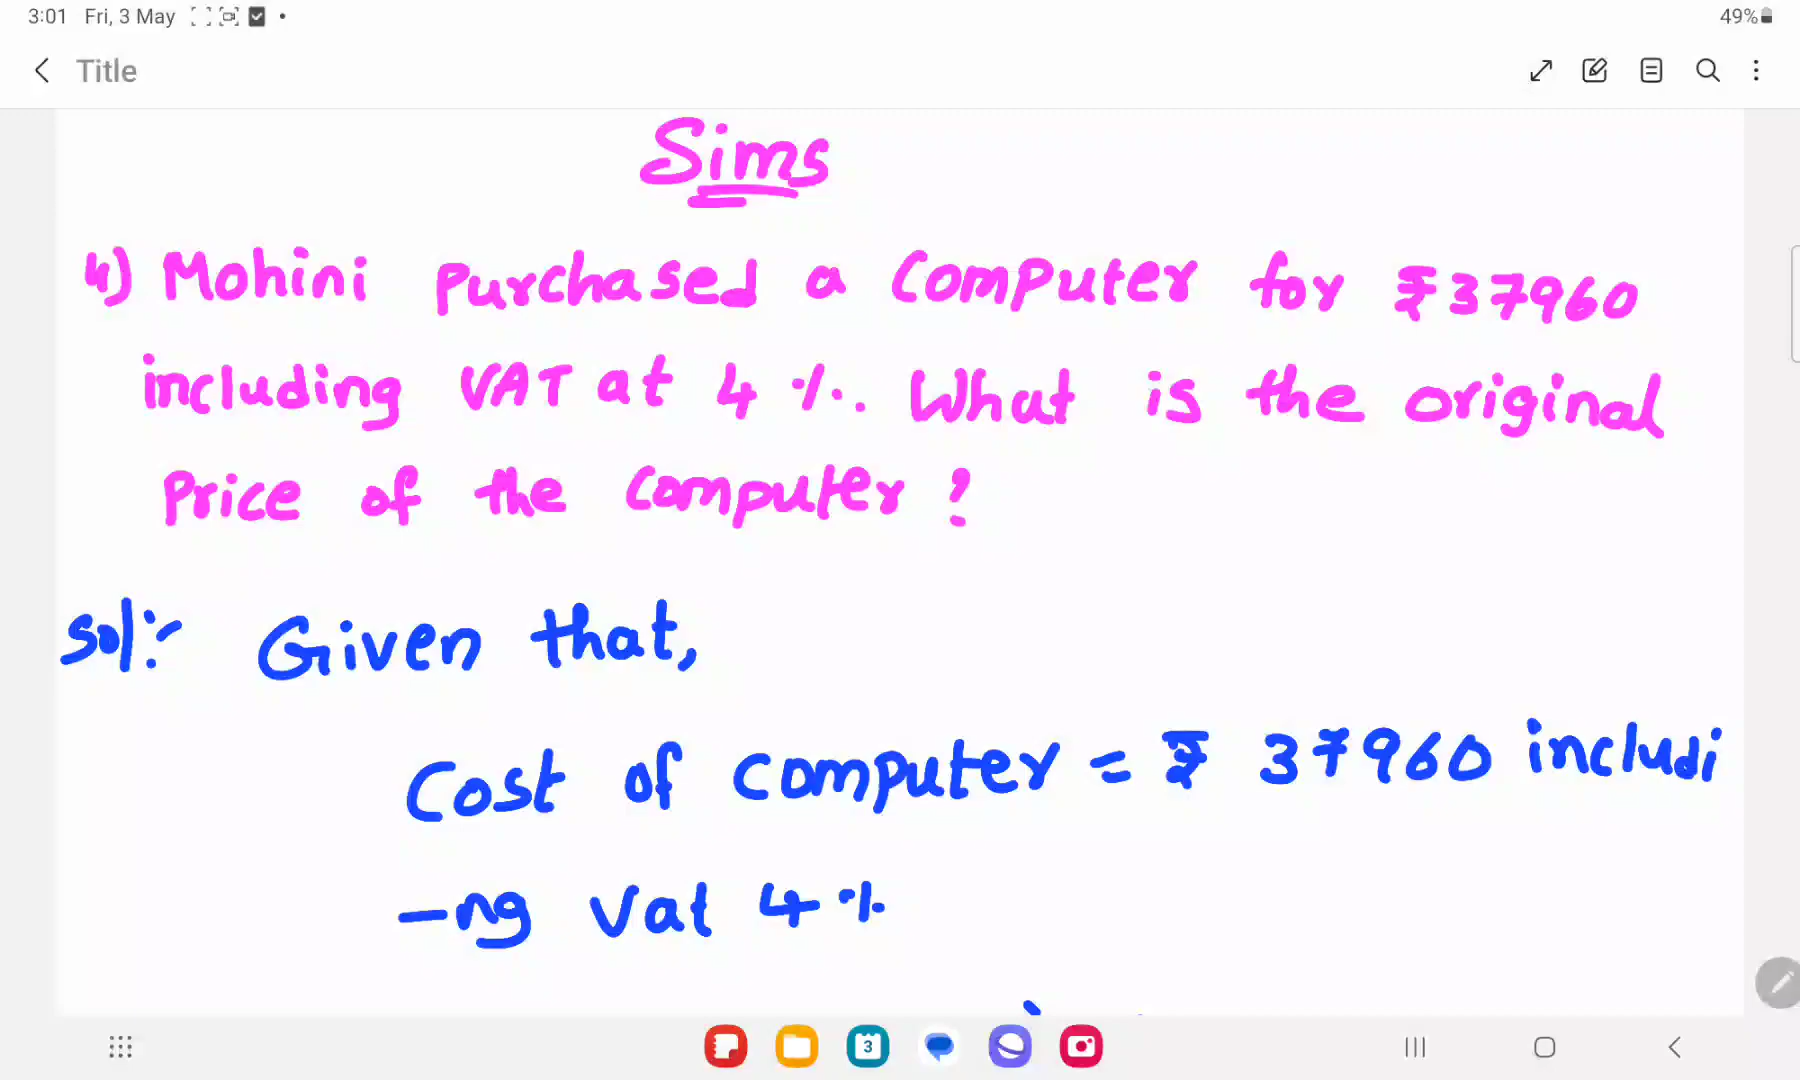 3:01 Fri, 3 May
49%
Title
Sims
4) Mohini purchased a computer for ₹37960
including VAT at 4 %. What is the original
price of the computer ?
Sol:- Given that,
Cost of computer = ₹ 37960 includi
-ng vat 4 %
3